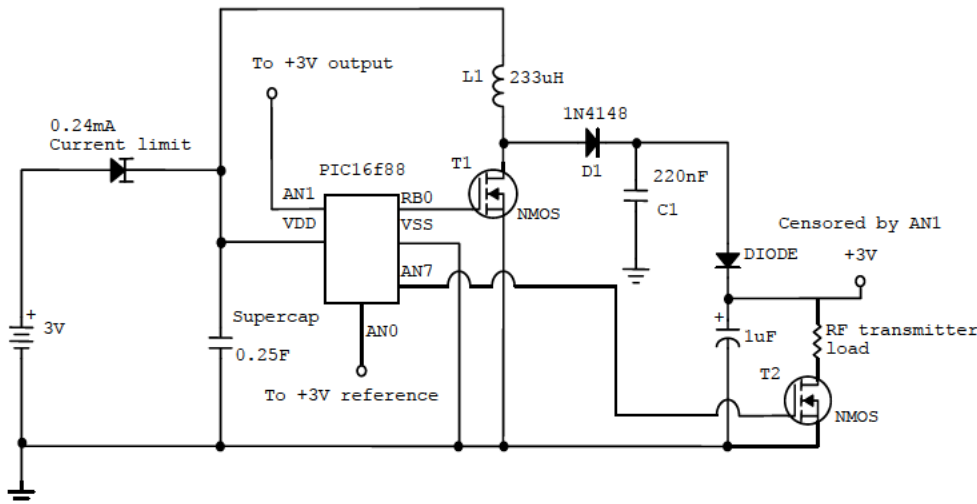 To +3V output
L1 233uH
0.24mA
Current limit
1N4148
D1
PIC16f88
T1
AN1
RB0
VDD
VSS
NMOS
220nF
C1
Censored by AN1
+3V
DIODE
AN7
+
3V
Supercap
0.25F
AN0
To +3V reference
+
1uF
RF transmitter
load
T2
NMOS